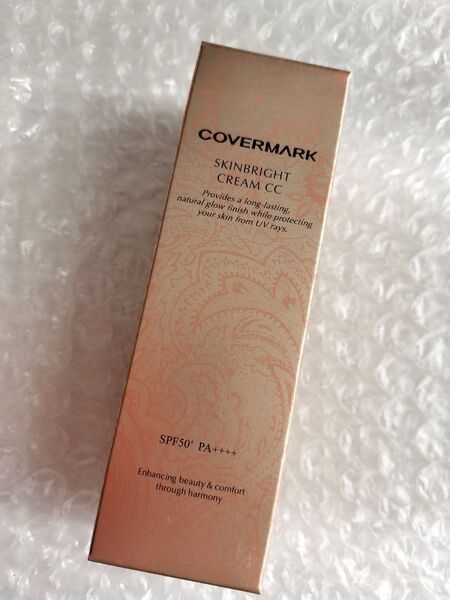 COVERMARK
SKINBRIGHT
CREAM CC
Provides a long-lasting,
natural glow finish while protecting
your skin from UV rays.
SPF50⁺ PA++++
Enhancing beauty & comfort
through harmony